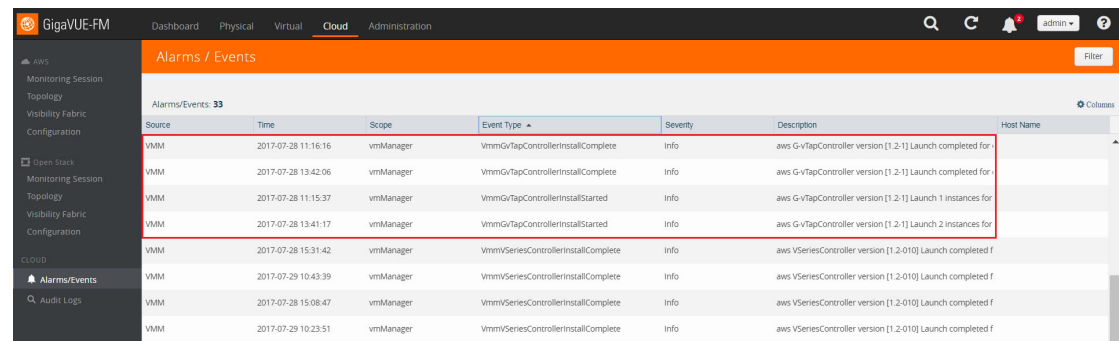 GigaVUE-FM Dashboard Physical Virtual Cloud Administration 2 admin ?
AWS
Monitoring Session
Topology
Visibility Fabric
Configuration
Open Stack
Monitoring Session
Topology
Visibility Fabric
Configuration
CLOUD
Alarms/Events
Audit Logs
Alarms / Events Filter
Alarms/Events: 33 Columns
Source Time Scope Event Type Severity Description Host Name
VMM 2017-07-28 11:16:16 vmManager VmmGvTapControllerInstallComplete Info aws G-vTapController version [1.2-1] Launch completed for
VMM 2017-07-28 13:42:06 vmManager VmmGvTapControllerInstallComplete Info aws G-vTapController version [1.2-1] Launch completed for
VMM 2017-07-28 11:15:37 vmManager VmmGvTapControllerInstallStarted Info aws G-vTapController version [1.2-1] Launch 1 instances for
VMM 2017-07-28 13:41:17 vmManager VmmGvTapControllerInstallStarted Info aws G-vTapController version [1.2-1] Launch 2 instances for
VMM 2017-07-28 15:31:42 vmManager VmmVSeriesControllerInstallComplete Info aws VSeriesController version [1.2-010] Launch completed f
VMM 2017-07-29 10:43:39 vmManager VmmVSeriesControllerInstallComplete Info aws VSeriesController version [1.2-010] Launch completed f
VMM 2017-07-28 15:08:47 vmManager VmmVSeriesControllerInstallComplete Info aws VSeriesController version [1.2-010] Launch completed f
VMM 2017-07-29 10:23:51 vmManager VmmVSeriesControllerInstallComplete Info aws VSeriesController version [1.2-010] Launch completed f